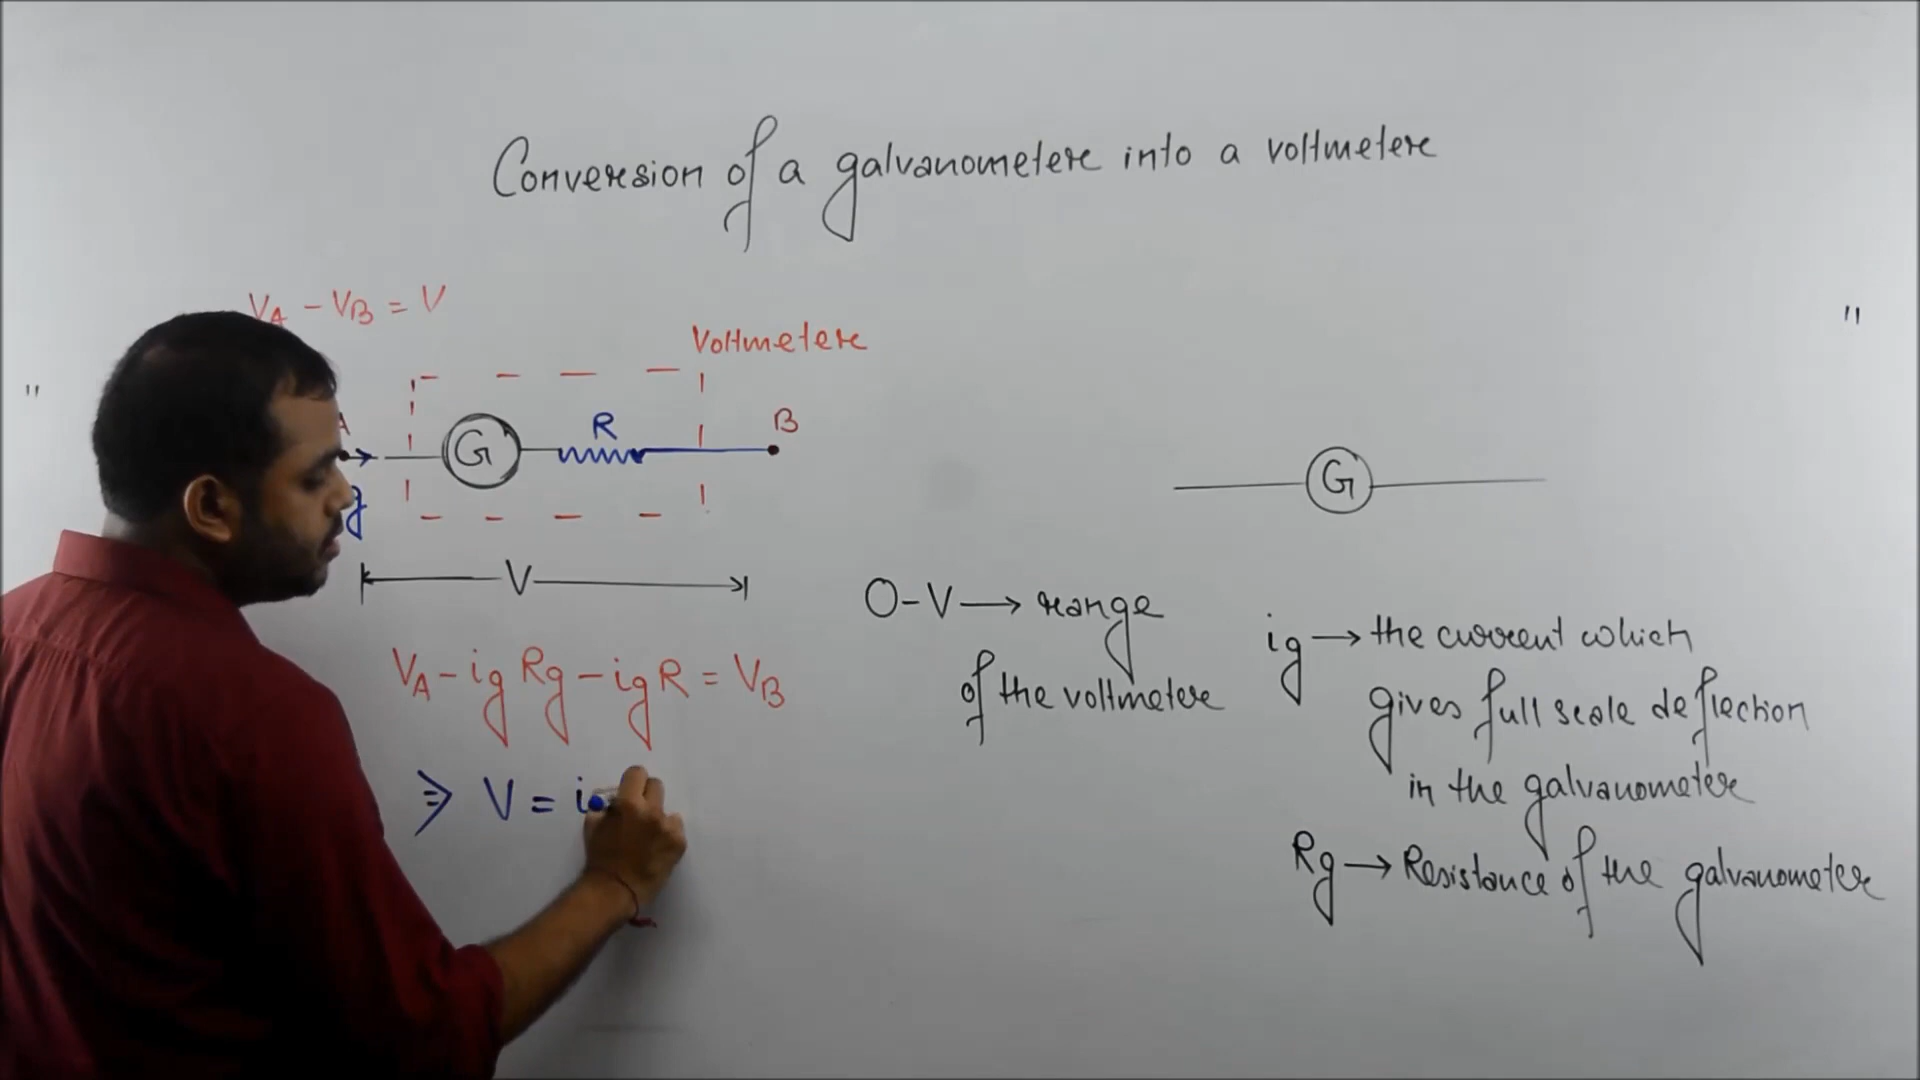 Conversion of a galvanometere into a voltmetere
VA - VB = V
Voltmetere
A
R
B
G
G
g
V
O-V → range
of the voltmetere
ig → the current which
gives full scale deflection
in the galvanometere
Rg → Resistance of the galvanometere
VA - ig Rg - ig R = VB
⇒ V = i